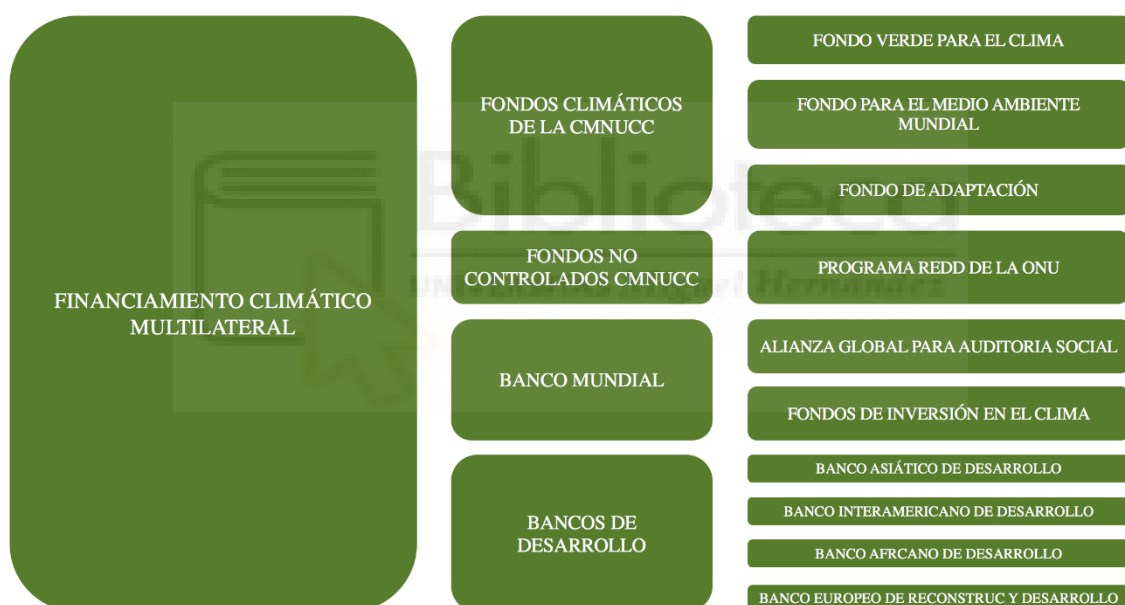 FINANCIAMIENTO CLIMÁTICO
MULTILATERAL
FONDOS CLIMÁTICOS
DE LA CMNUCC
FONDO VERDE PARA EL CLIMA
FONDO PARA EL MEDIO AMBIENTE
MUNDIAL
FONDO DE ADAPTACIÓN
FONDOS NO
CONTROLADOS CMNUCC
PROGRAMA REDD DE LA ONU
BANCO MUNDIAL
ALIANZA GLOBAL PARA AUDITORIA SOCIAL
FONDOS DE INVERSIÓN EN EL CLIMA
BANCOS DE
DESARROLLO
BANCO ASIÁTICO DE DESARROLLO
BANCO INTERAMERICANO DE DESARROLLO
BANCO AFRCANO DE DESARROLLO
BANCO EUROPEO DE RECONSTRUC Y DESARROLLO
Biblioteca
UNIVERSITAS Miguel Hernández